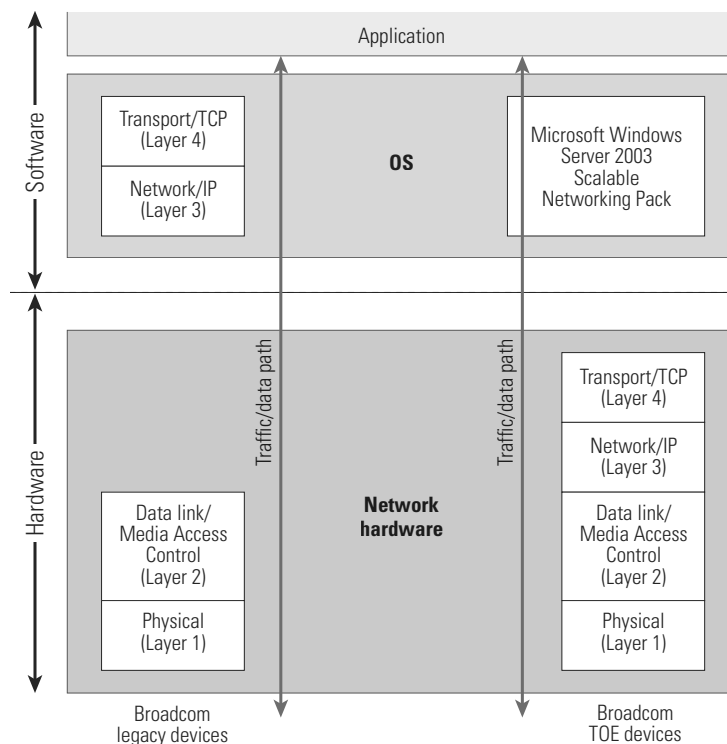 Application
Software
Transport/TCP
(Layer 4)
Network/IP
(Layer 3)
OS
Microsoft Windows
Server 2003
Scalable
Networking Pack
Hardware
Traffic/data path
Traffic/data path
Network
hardware
Data link/
Media Access
Control
(Layer 2)
Physical
(Layer 1)
Transport/TCP
(Layer 4)
Network/IP
(Layer 3)
Data link/
Media Access
Control
(Layer 2)
Physical
(Layer 1)
Broadcom
legacy devices
Broadcom
TOE devices